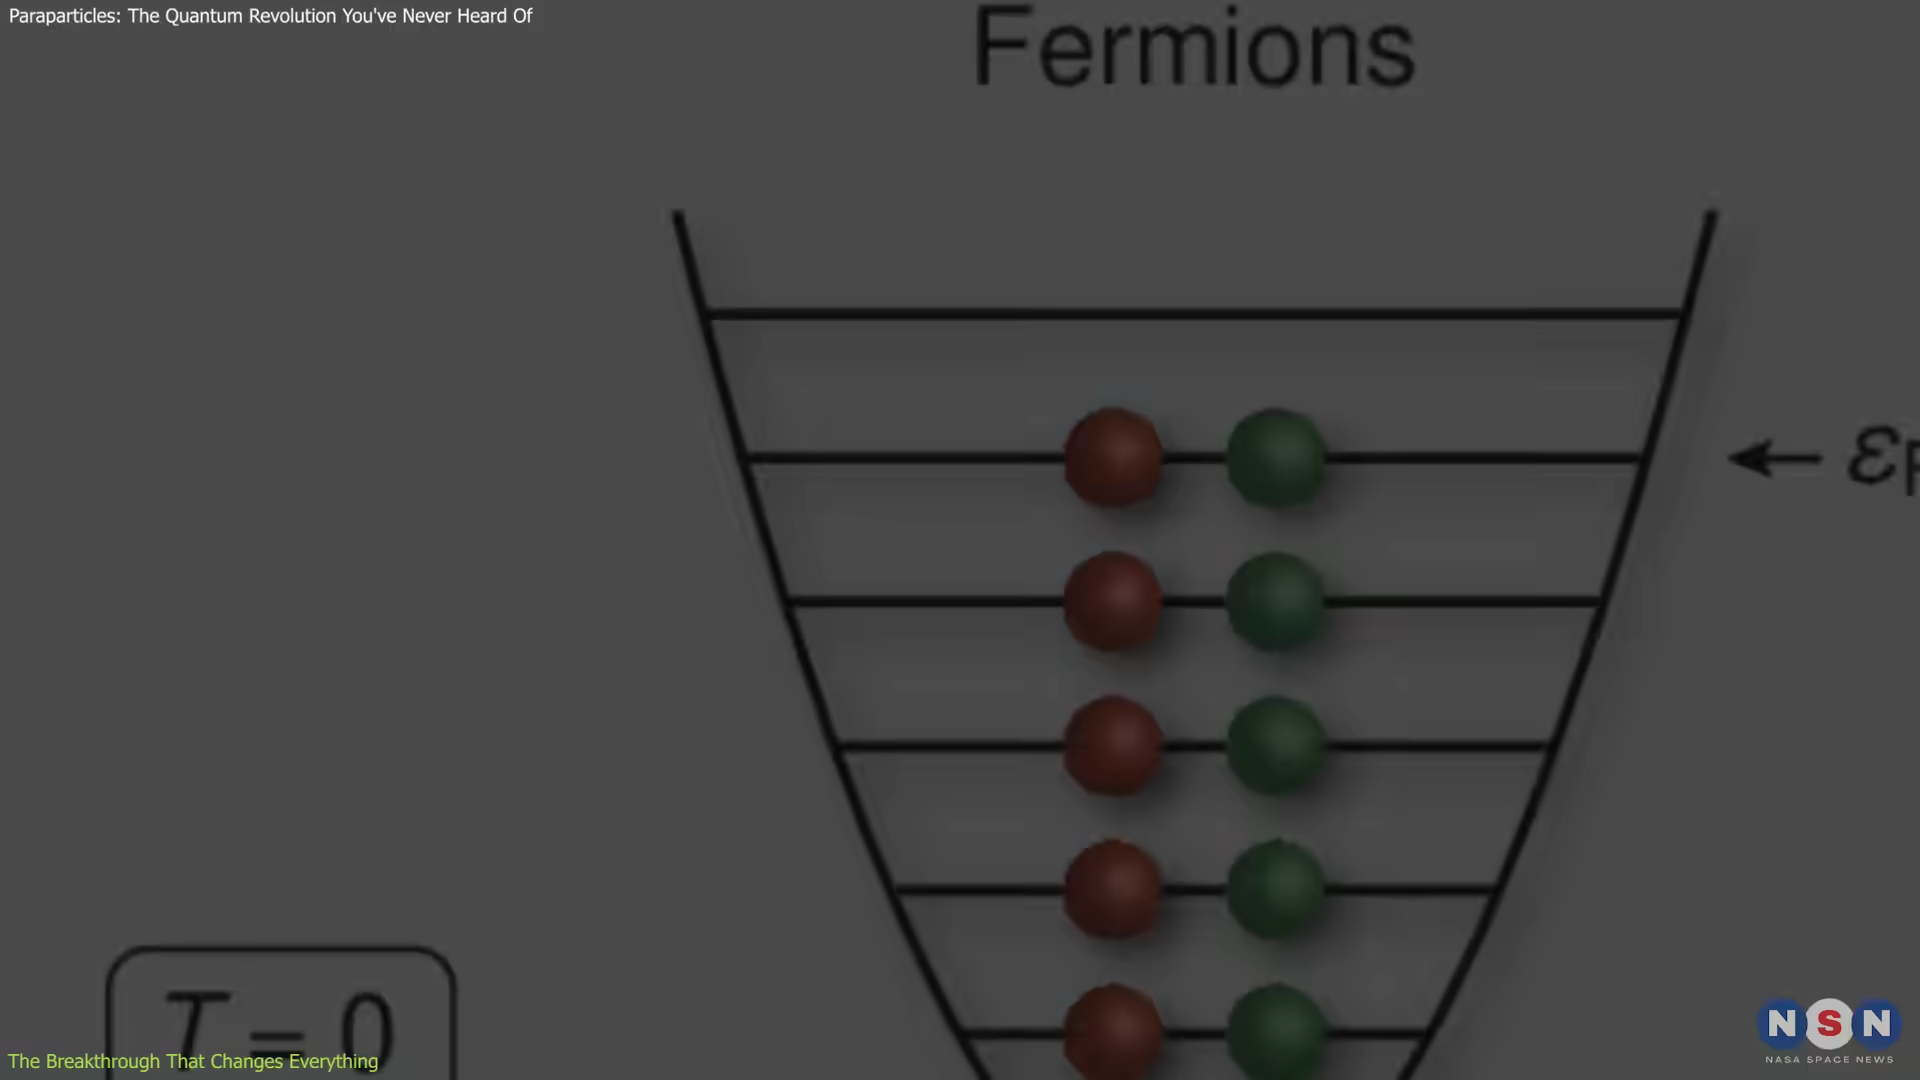 Paraparticles: The Quantum Revolution You've Never Heard Of
Fermions
← εF
T = 0
The Breakthrough That Changes Everything
NSN
NASA SPACE NEWS